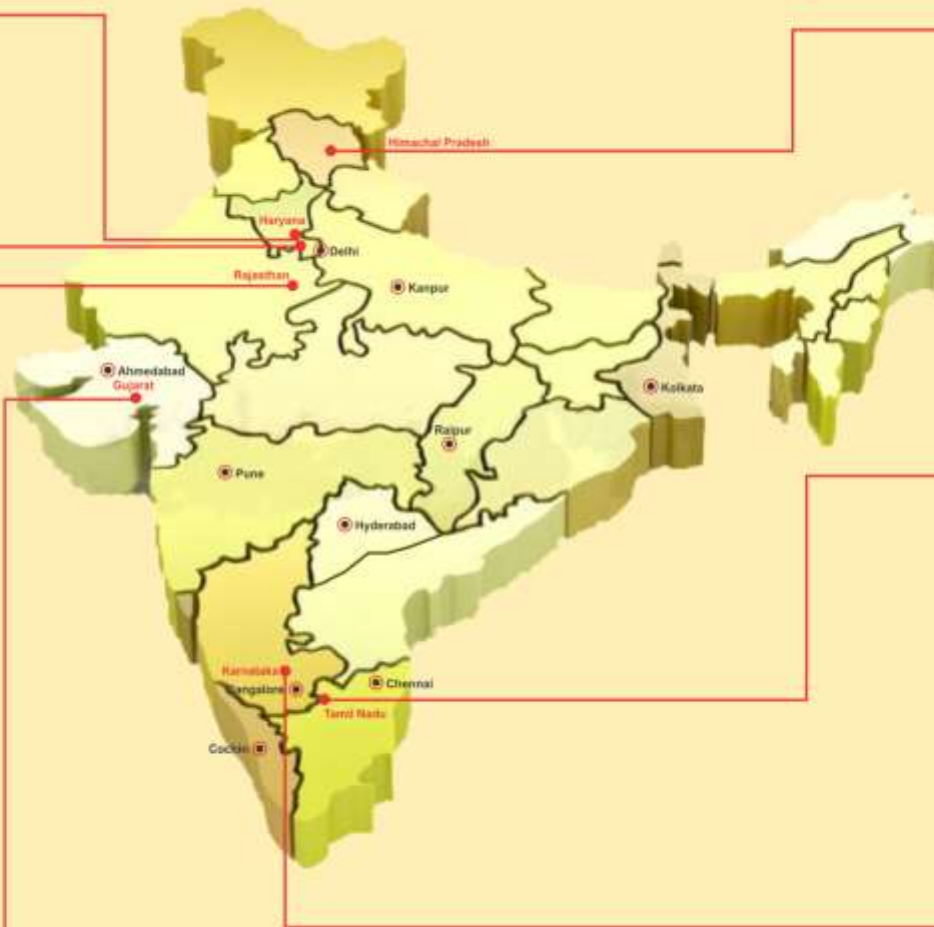 Himachal Pradesh
Haryana
Delhi
Rajasthan
Kanpur
Ahmedabad
Gujarat
Kolkata
Raipur
Pune
Hyderabad
Karnataka
Bangalore
Chennai
Tamil Nadu
Cochin